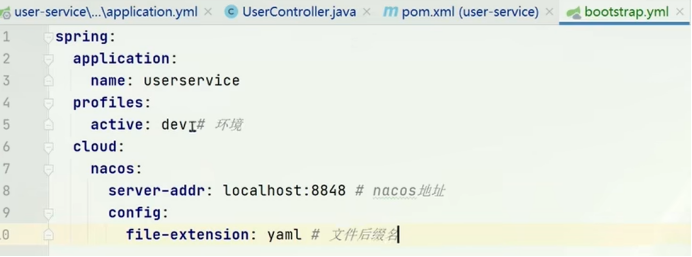 user-service\...\application.yml × UserController.java × pom.xml (user-service) × bootstrap.yml ×
1 spring:
2 application:
3 name: userservice
4 profiles:
5 active: dev # 环境
6 cloud:
7 nacos:
8 server-addr: localhost:8848 # nacos地址
9 config:
10 file-extension: yaml # 文件后缀名